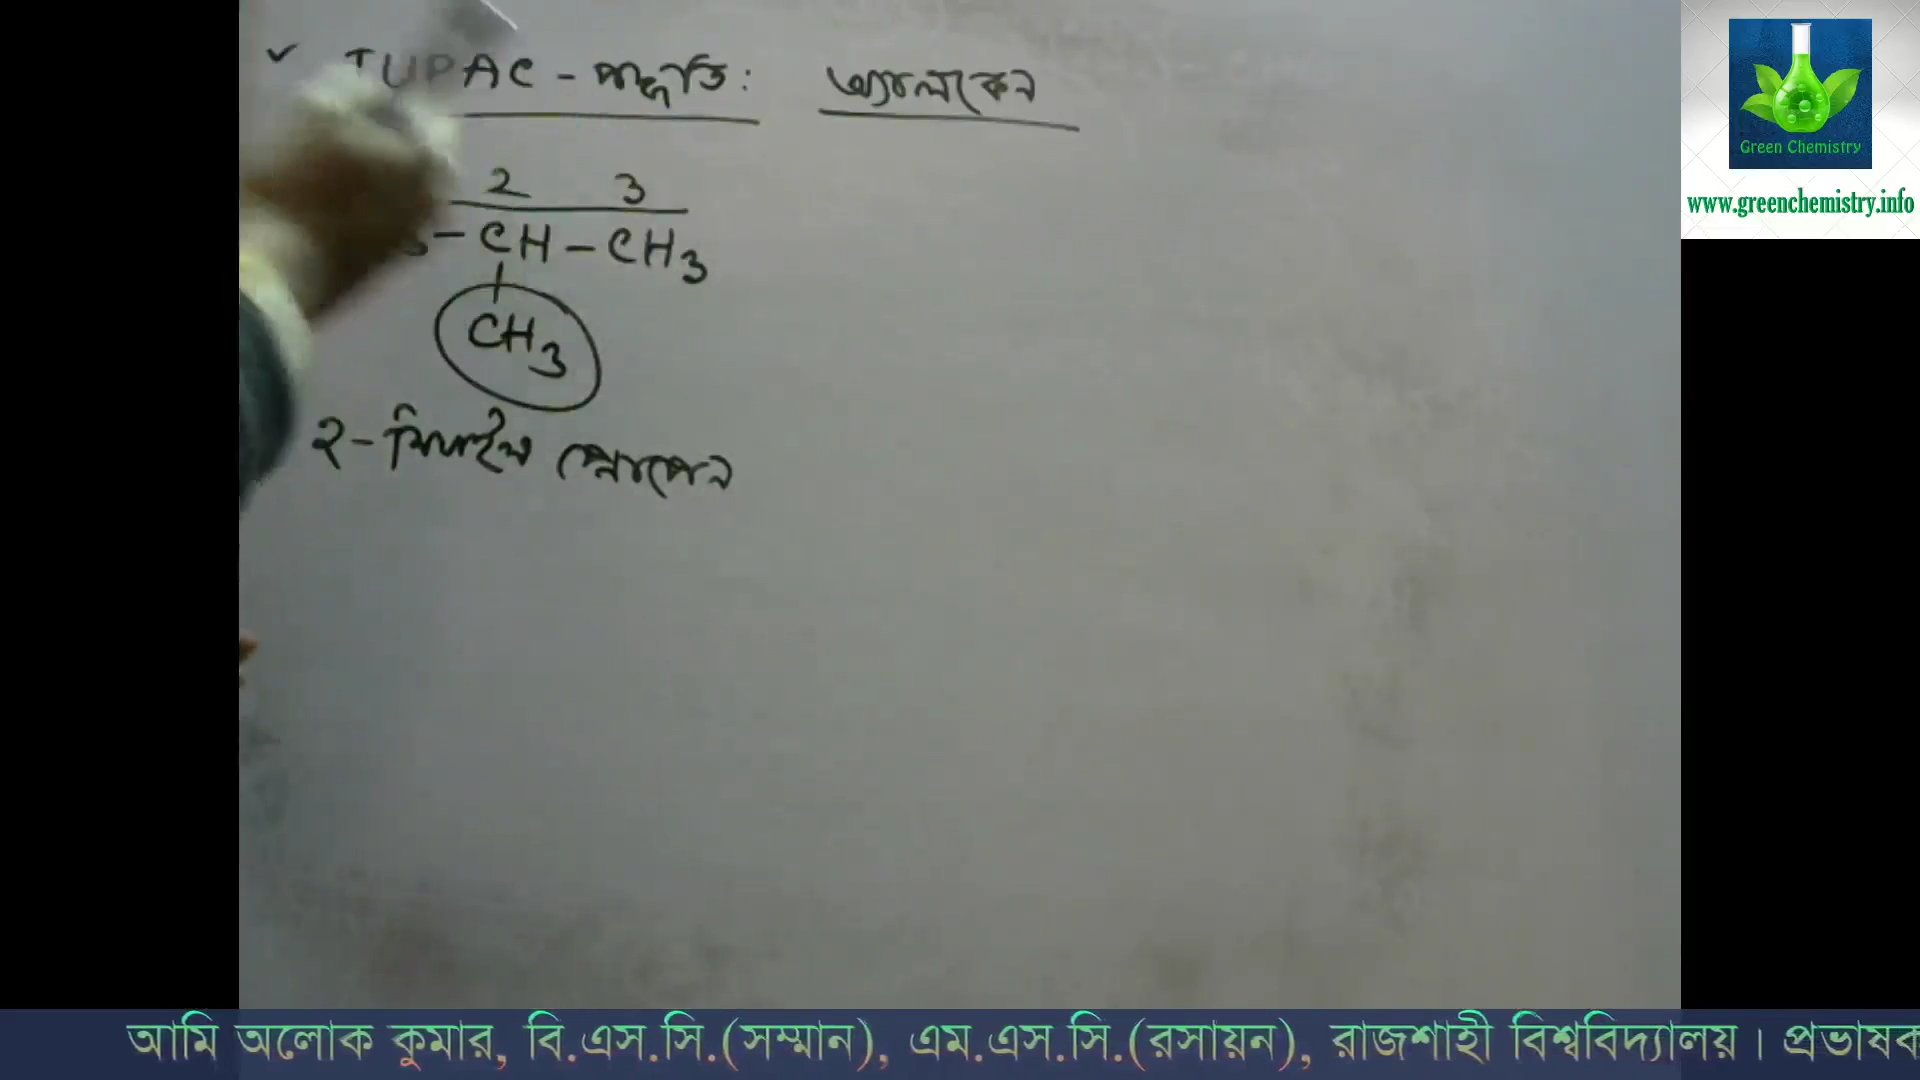 ✓ IUPAC - পদ্ধতি: অ্যালকেন
2 3
3 - CH - CH3
CH3
২- মিথাইল প্রোপেন
Green Chemistry
www.greenchemistry.info
আমি অলোক কুমার, বি.এস.সি.(সম্মান), এম.এস.সি.(রসায়ন), রাজশাহী বিশ্ববিদ্যালয় । প্রভাষক